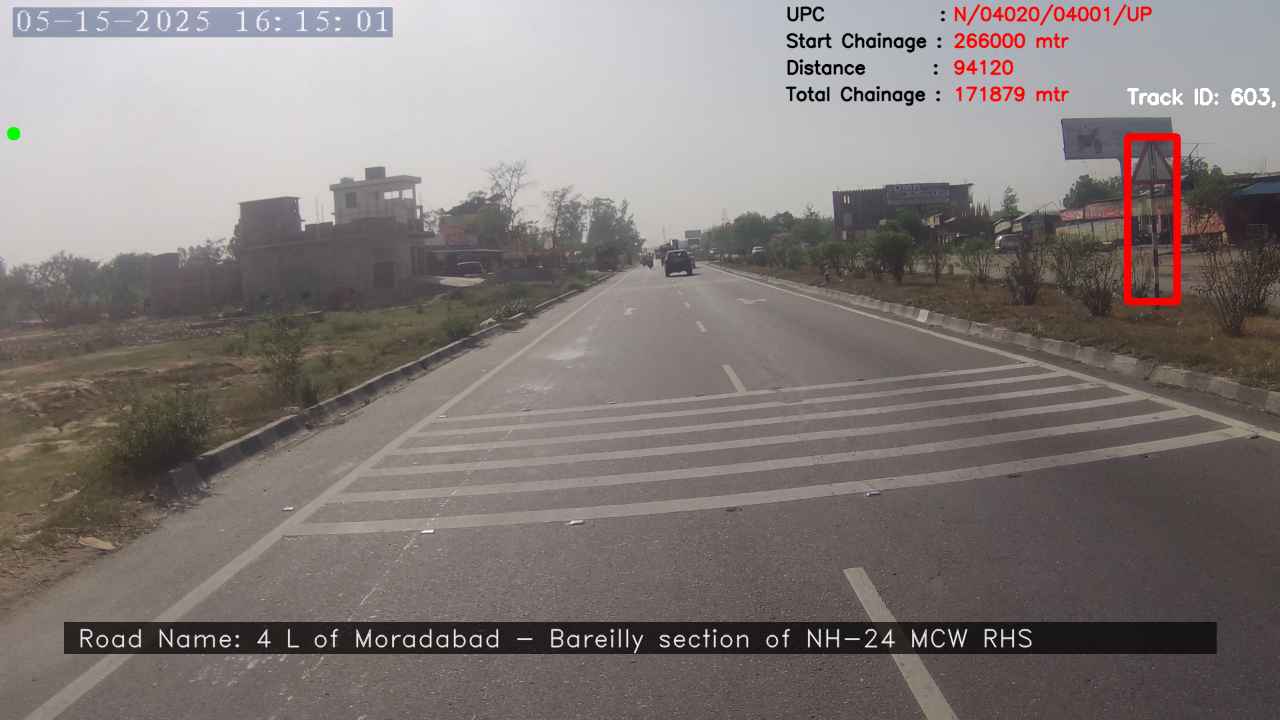 05-15-2025 16:15:01
UPC : N/04020/04001/UP
Start Chainage : 266000 mtr
Distance : 94120
Total Chainage : 171879 mtr
Track ID: 603,
Road Name: 4 L of Moradabad - Bareilly section of NH-24 MCW RHS